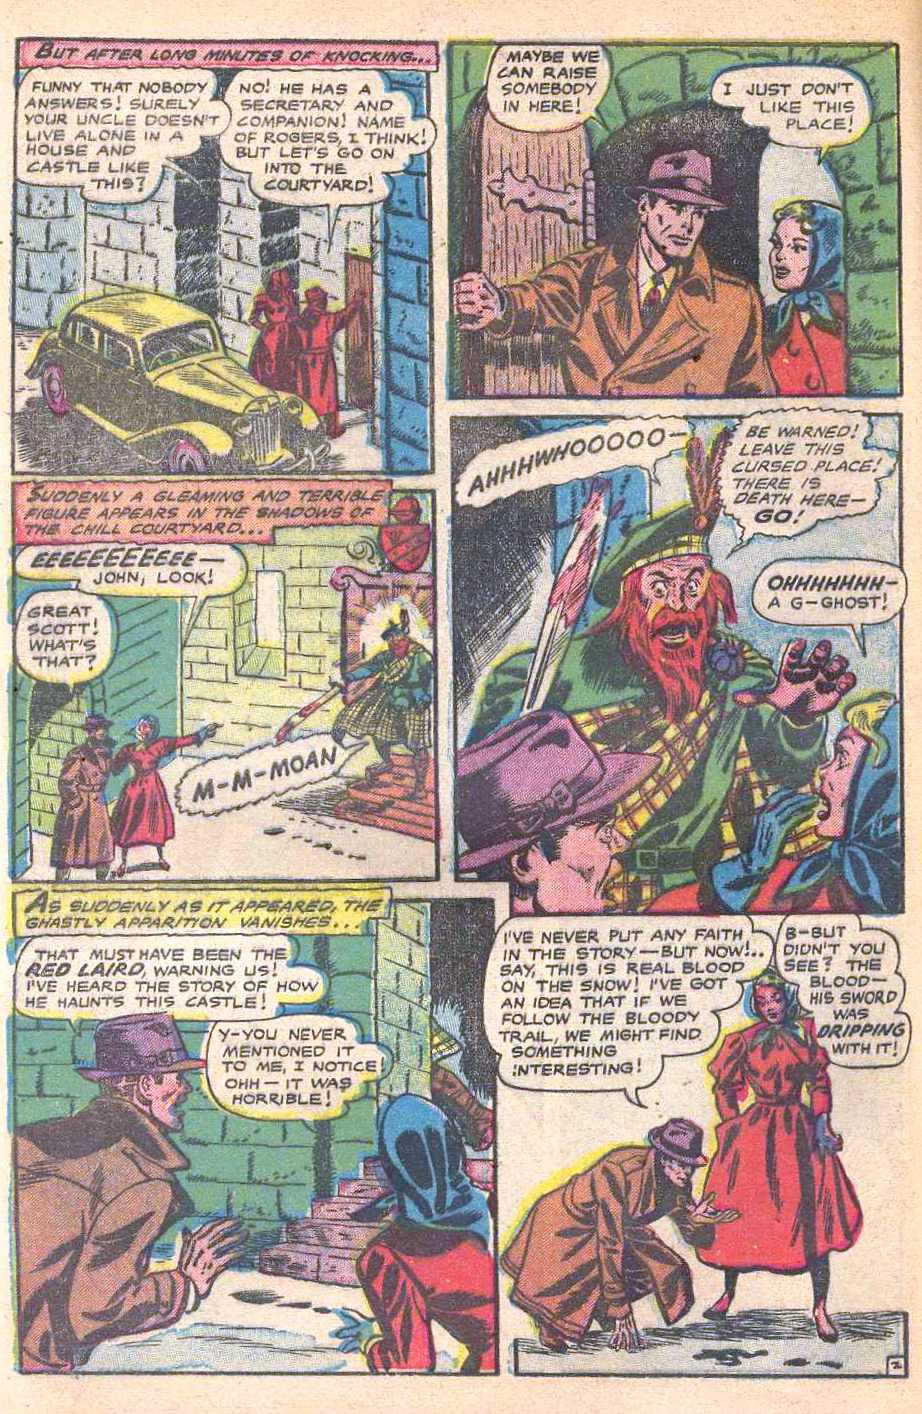 BUT AFTER LONG MINUTES OF KNOCKING...
FUNNY THAT NOBODY
ANSWERS! SURELY
YOUR UNCLE DOESN'T
LIVE ALONE IN A
HOUSE AND
CASTLE LIKE
THIS?
NO! HE HAS A
SECRETARY AND
COMPANION! NAME
OF ROGERS, I THINK!
BUT LET'S GO ON
INTO THE
COURTYARD!
MAYBE WE
CAN RAISE
SOMEBODY
IN HERE!
I JUST DON'T
LIKE THIS
PLACE!
SUDDENLY A GLEAMING AND TERRIBLE
FIGURE APPEARS IN THE SHADOWS OF
THE CHILL COURTYARD...
EEEEEEEEEEE—
JOHN, LOOK!
GREAT
SCOTT!
WHAT'S
THAT?
M-M-MOAN
AHHHWHOOOOO—
BE WARNED!
LEAVE THIS
CURSED PLACE!
THERE IS
DEATH HERE—
GO!
OHHHHHHH—
A G-GHOST!
AS SUDDENLY AS IT APPEARED, THE
GHASTLY APPARITION VANISHES...
THAT MUST HAVE BEEN THE
RED LAIRD, WARNING US!
I'VE HEARD THE STORY OF HOW
HE HAUNTS THIS CASTLE!
Y-YOU NEVER
MENTIONED IT
TO ME, I NOTICE!
OHH—IT WAS
HORRIBLE!
I'VE NEVER PUT ANY FAITH
IN THE STORY—BUT NOW!..
SAY, THIS IS REAL BLOOD
ON THE SNOW! I'VE GOT
AN IDEA THAT IF WE
FOLLOW THE BLOODY
TRAIL, WE MIGHT FIND
SOMETHING
INTERESTING!
B-BUT
DIDN'T YOU
SEE? THE
BLOOD—
HIS SWORD
WAS
DRIPPING
WITH IT!
2